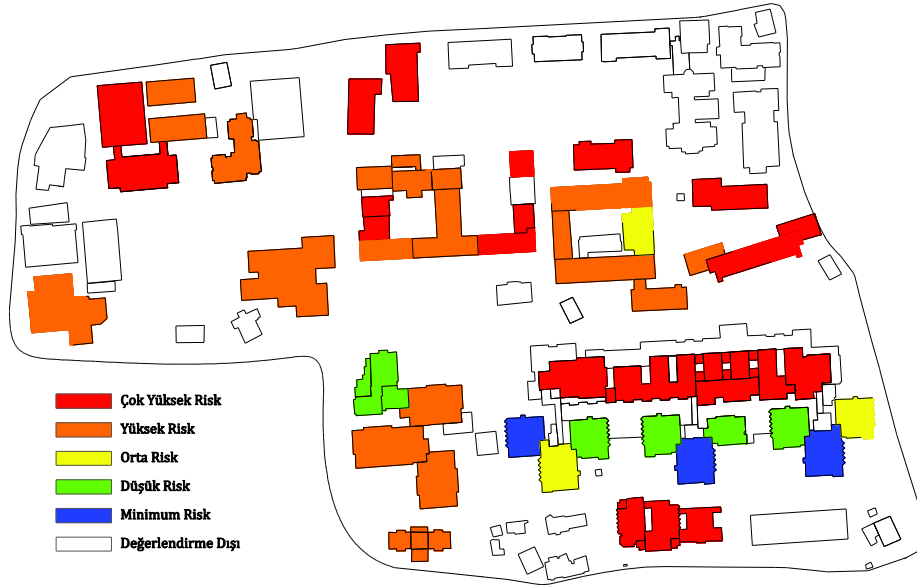 Çok Yüksek Risk
Yüksek Risk
Orta Risk
Düşük Risk
Minimum Risk
Değerlendirme Dışı